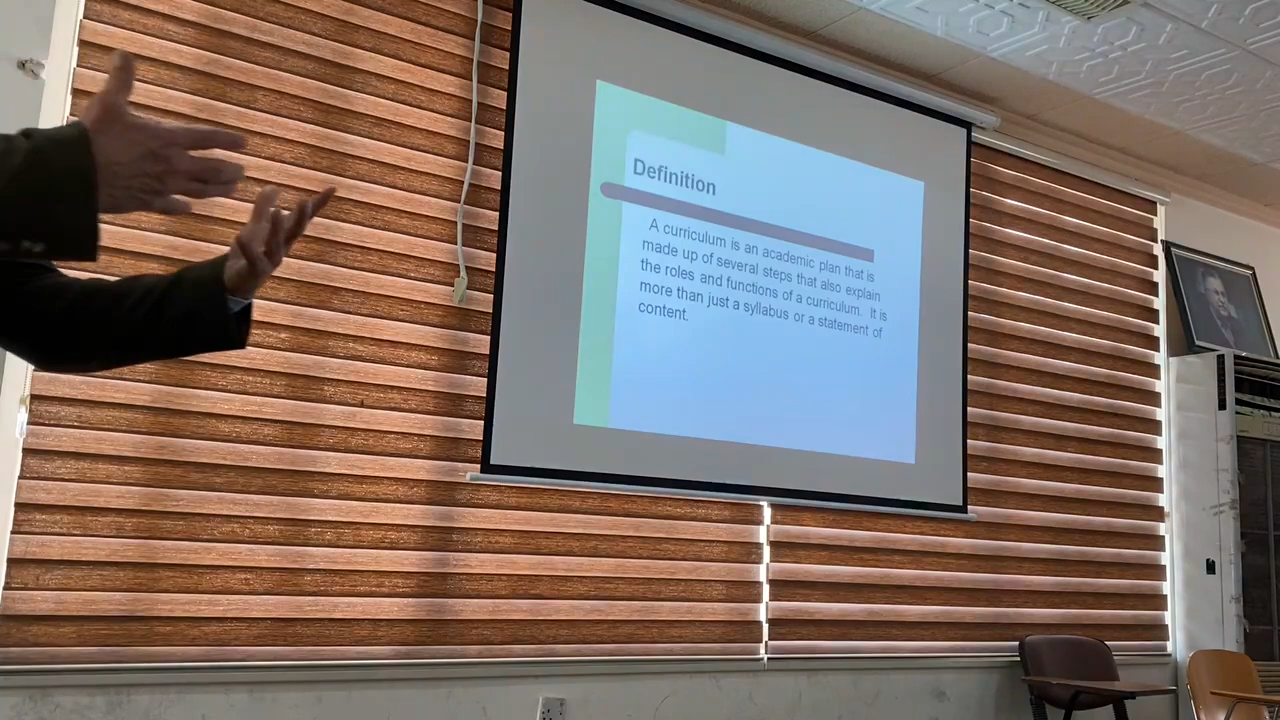 Definition
A curriculum is an academic plan that is
made up of several steps that also explain
the roles and functions of a curriculum. It is
more than just a syllabus or a statement of
content.